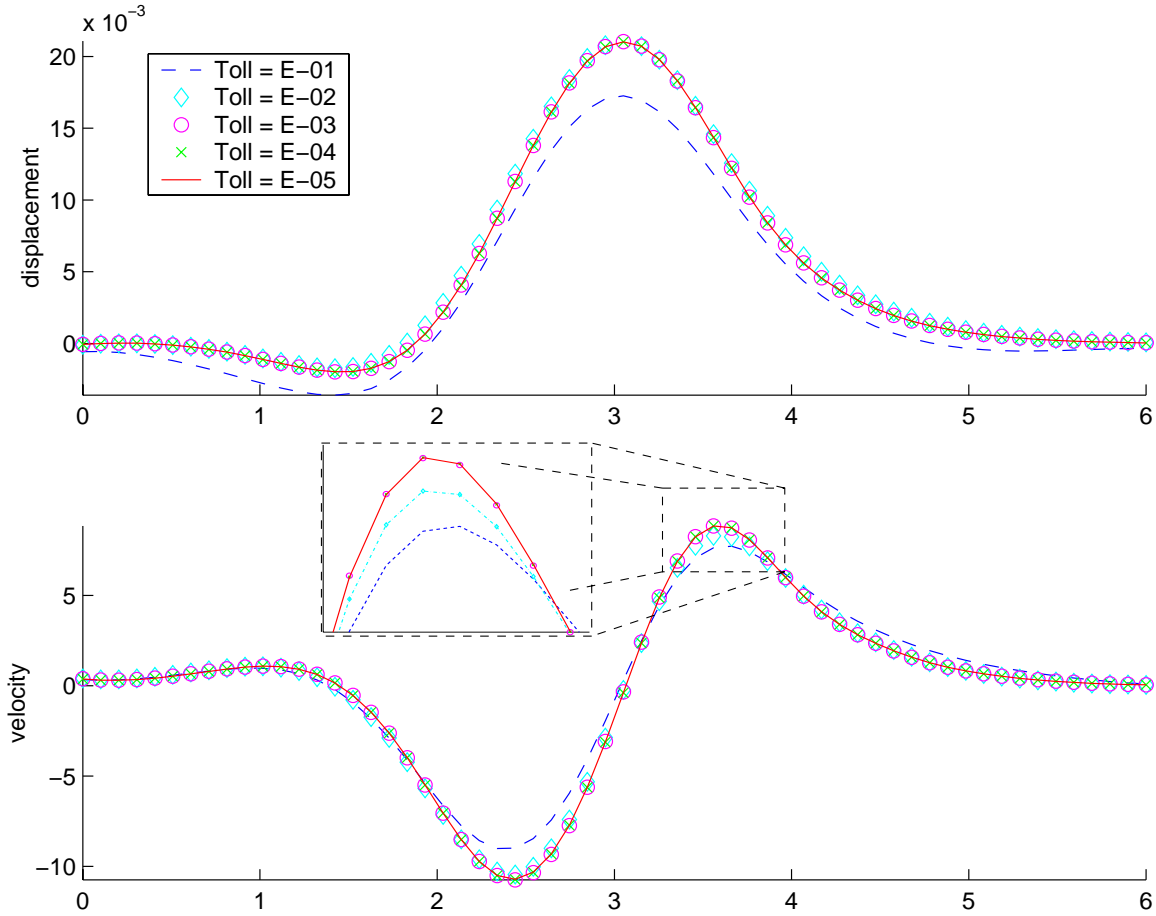 x 10⁻³
20
15
10
5
0
displacement
Toll = E−01
Toll = E−02
Toll = E−03
Toll = E−04
Toll = E−05
0 1 2 3 4 5 6
5
0
−5
−10
velocity
0 1 2 3 4 5 6